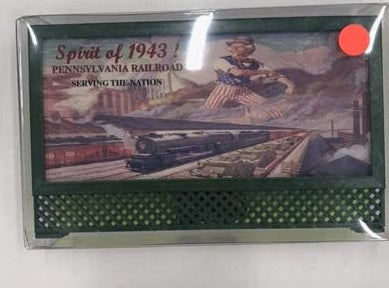 Spirit of 1943 !
PENNSYLVANIA RAILROAD
SERVING THE NATION